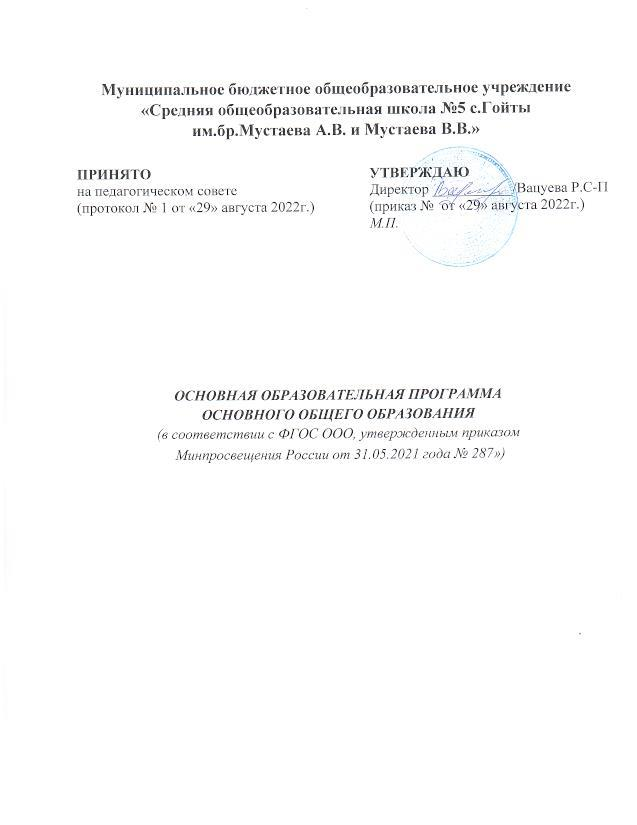 Муниципальное бюджетное общеобразовательное учреждение
«Средняя общеобразовательная школа №5 с.Гойты
им.бр.Мустаева А.В. и Мустаева В.В.»
ПРИНЯТО
на педагогическом совете
(протокол № 1 от «29» августа 2022г.)
УТВЕРЖДАЮ
Директор /Вацуева Р.С-П
(приказ № от «29» августа 2022г.)
М.П.
ОСНОВНАЯ ОБРАЗОВАТЕЛЬНАЯ ПРОГРАММА
ОСНОВНОГО ОБЩЕГО ОБРАЗОВАНИЯ
(в соответствии с ФГОС ООО, утвержденным приказом
Минпросвещения России от 31.05.2021 года № 287»)